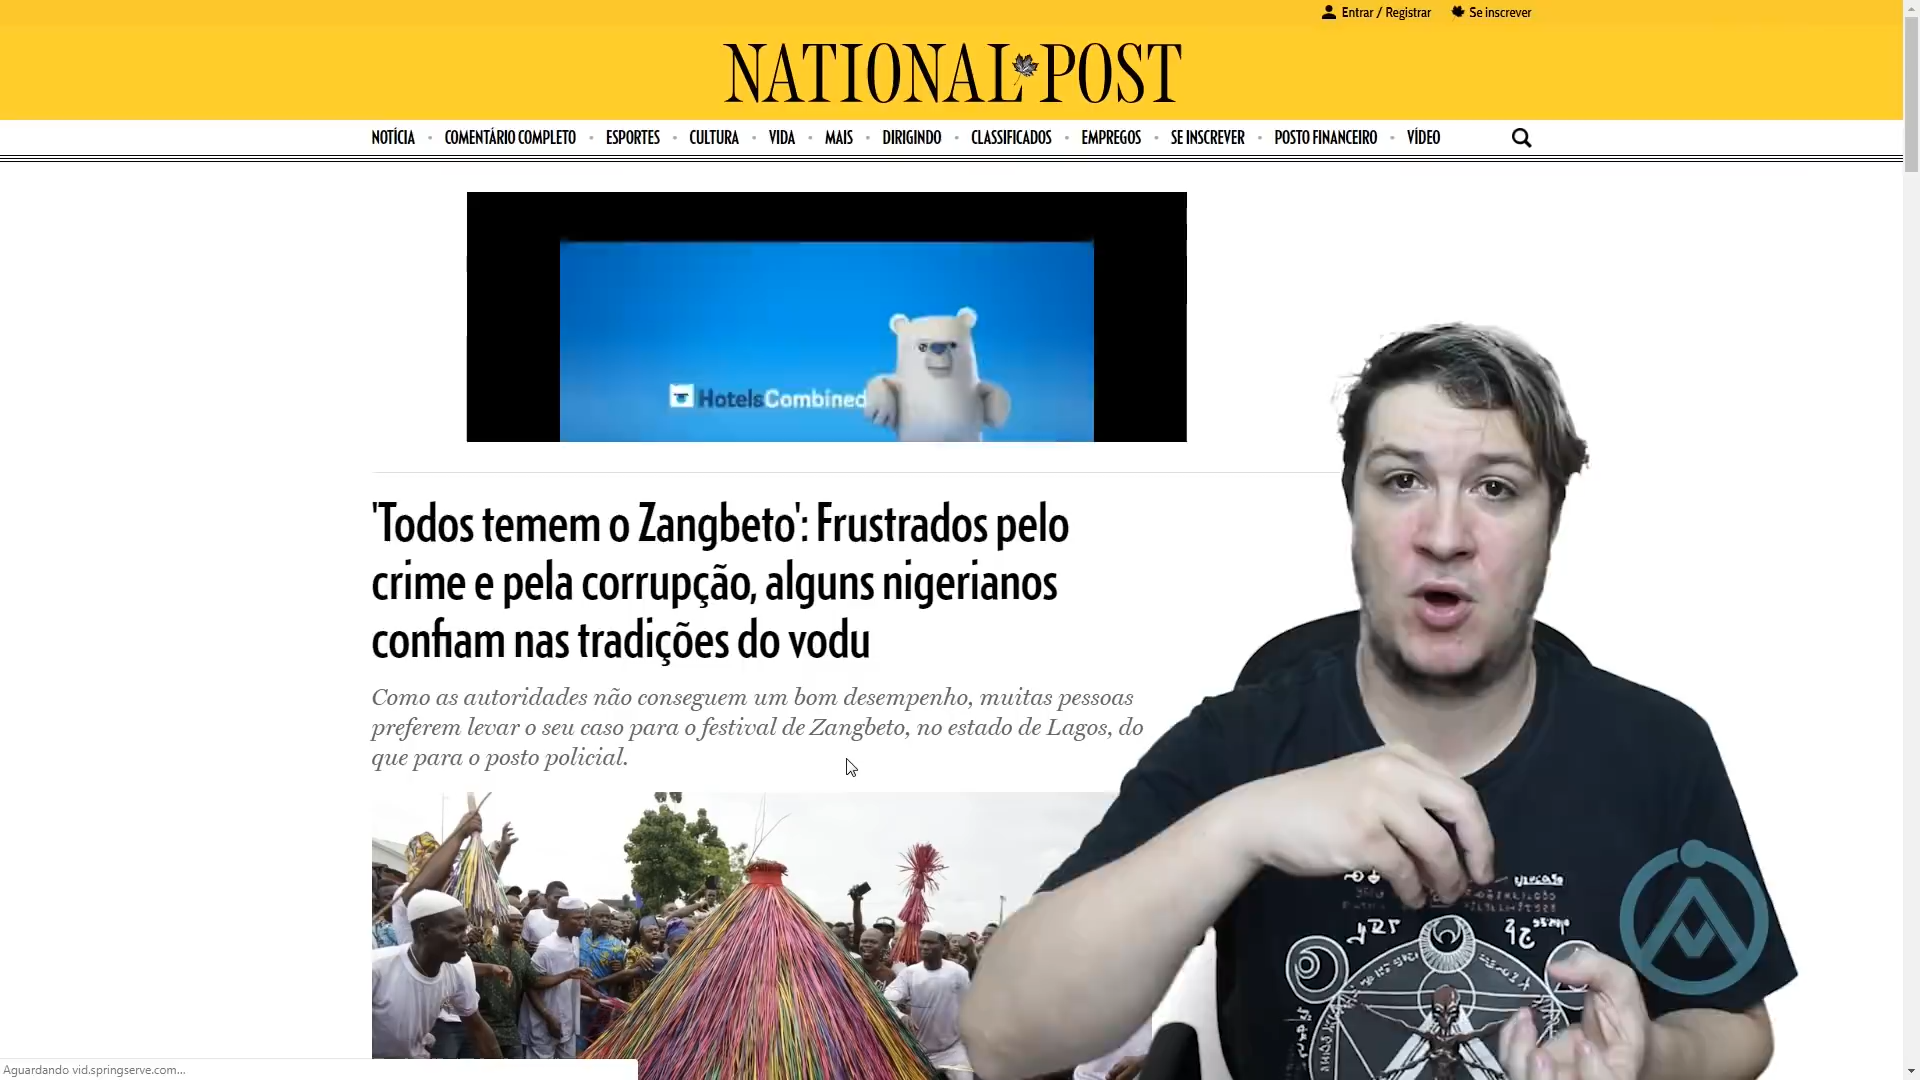 Entrar / Registrar
Se inscrever
NATIONAL POST
NOTÍCIA
COMENTÁRIO COMPLETO
ESPORTES
CULTURA
VIDA
MAIS
DIRIGINDO
CLASSIFICADOS
EMPREGOS
SE INSCREVER
POSTO FINANCEIRO
VÍDEO
HotelsCombined
'Todos temem o Zangbeto': Frustrados pelo
crime e pela corrupção, alguns nigerianos
confiam nas tradições do vodu
Como as autoridades não conseguem um bom desempenho, muitas pessoas
preferem levar o seu caso para o festival de Zangbeto, no estado de Lagos, do
que para o posto policial.
Aguardando vid.springserve.com...